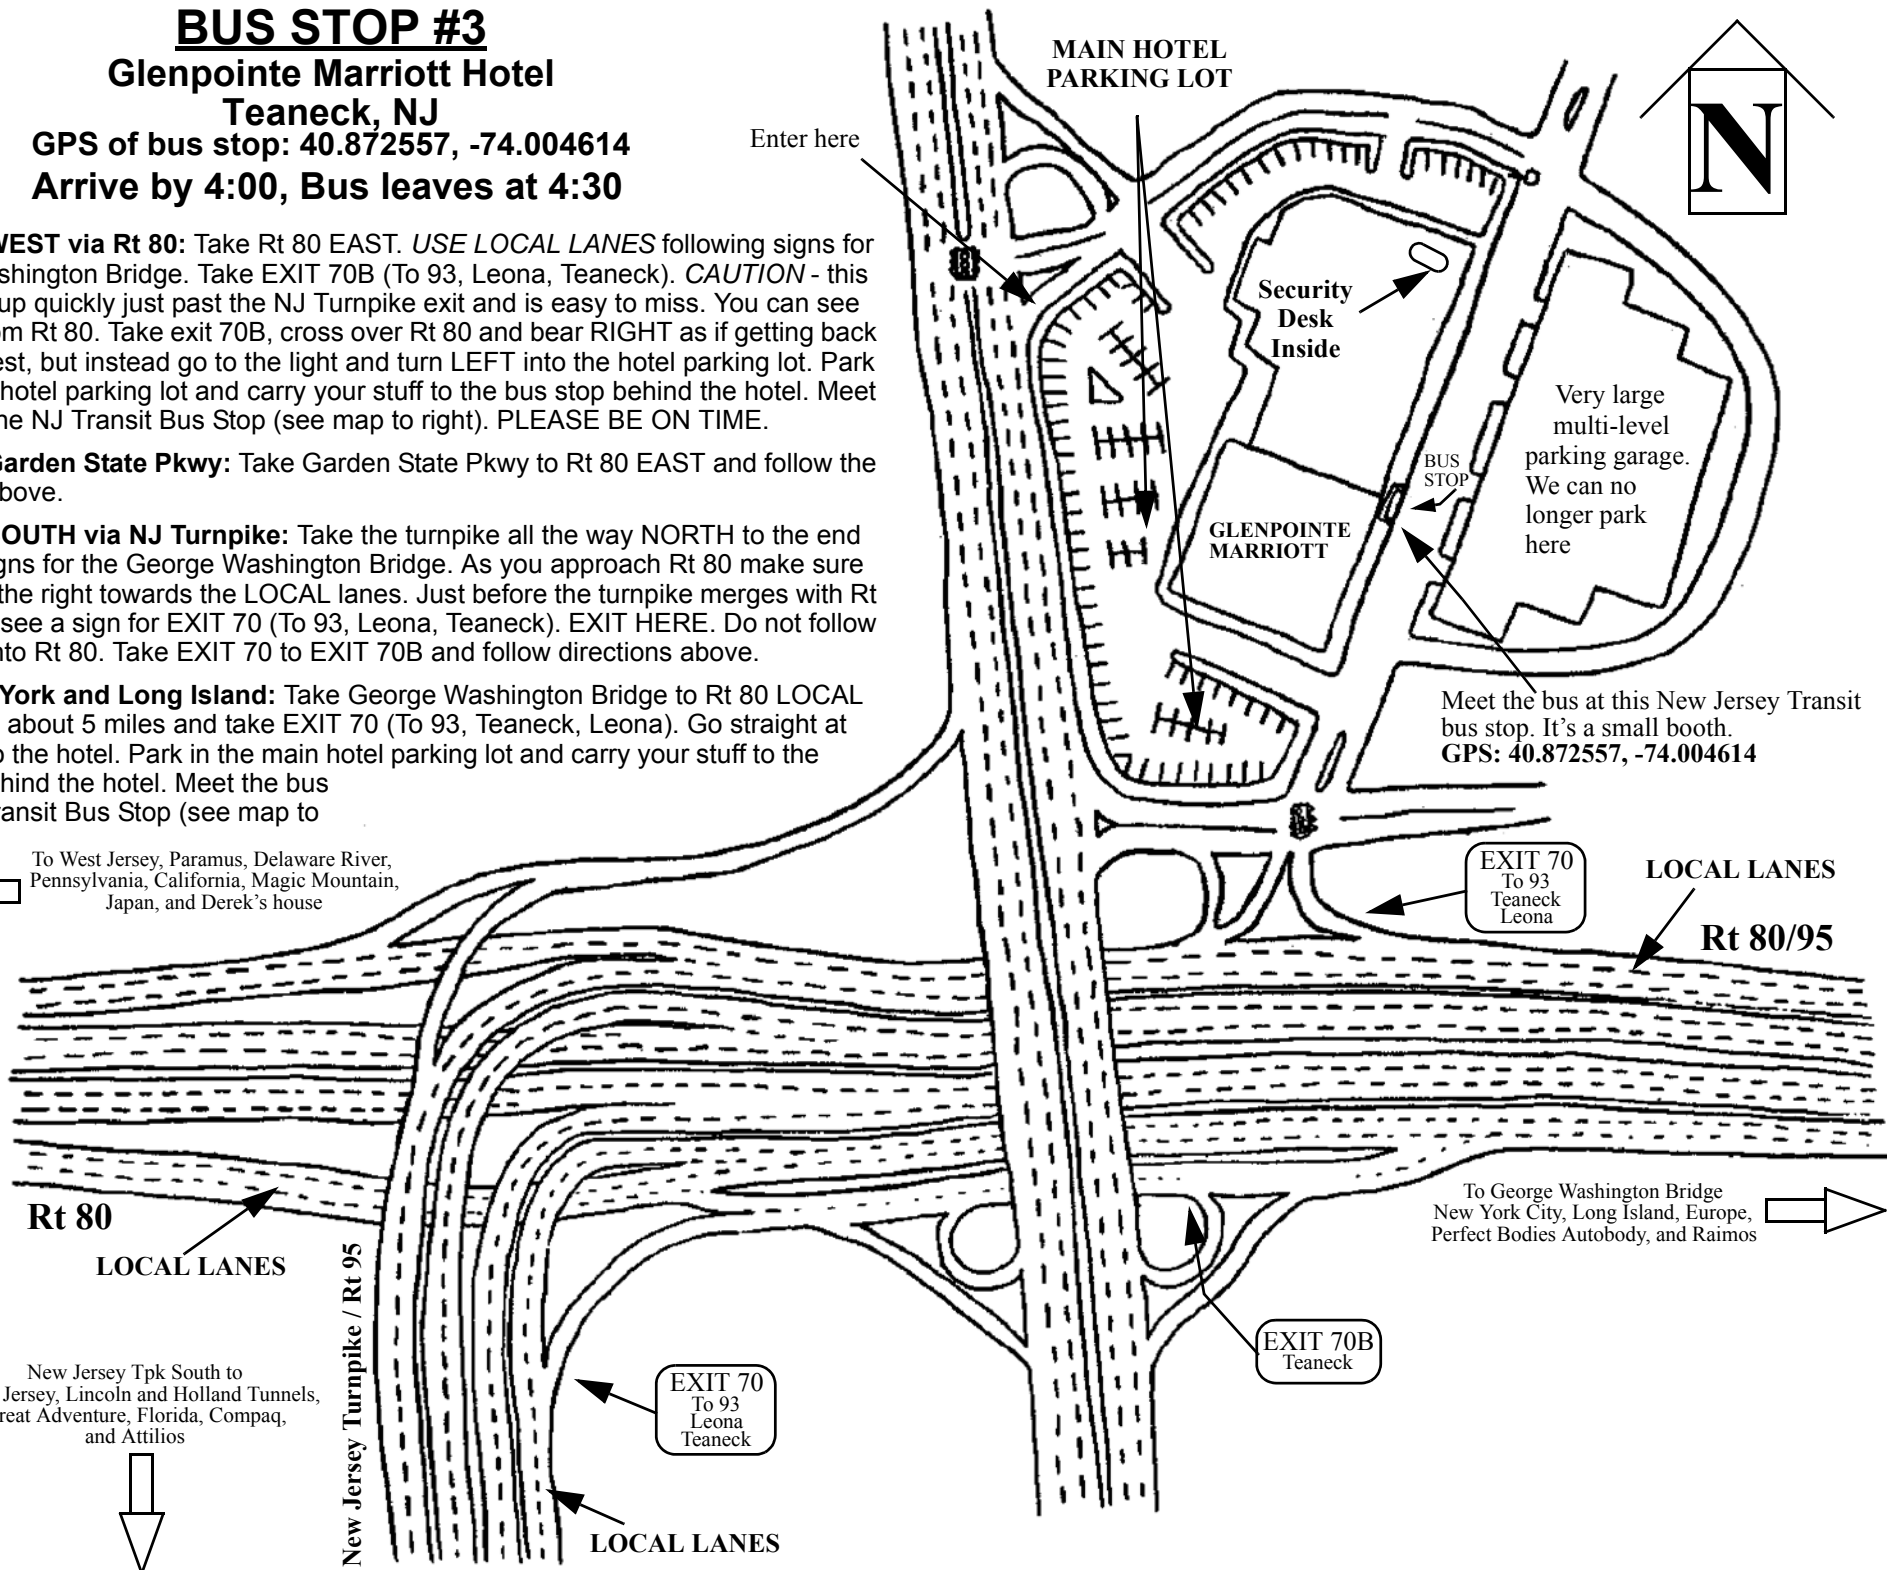 BUS STOP #3
Glenpointe Marriott Hotel
Teaneck, NJ
GPS of bus stop: 40.872557, -74.004614
Arrive by 4:00, Bus leaves at 4:30
WEST via Rt 80: Take Rt 80 EAST. USE LOCAL LANES following signs for
shington Bridge. Take EXIT 70B (To 93, Leona, Teaneck). CAUTION - this
up quickly just past the NJ Turnpike exit and is easy to miss. You can see
om Rt 80. Take exit 70B, cross over Rt 80 and bear RIGHT as if getting back
est, but instead go to the light and turn LEFT into the hotel parking lot. Park
hotel parking lot and carry your stuff to the bus stop behind the hotel. Meet
he NJ Transit Bus Stop (see map to right). PLEASE BE ON TIME.
Garden State Pkwy: Take Garden State Pkwy to Rt 80 EAST and follow the
bove.
OUTH via NJ Turnpike: Take the turnpike all the way NORTH to the end
gns for the George Washington Bridge. As you approach Rt 80 make sure
the right towards the LOCAL lanes. Just before the turnpike merges with Rt
see a sign for EXIT 70 (To 93, Leona, Teaneck). EXIT HERE. Do not follow
nto Rt 80. Take EXIT 70 to EXIT 70B and follow directions above.
York and Long Island: Take George Washington Bridge to Rt 80 LOCAL
about 5 miles and take EXIT 70 (To 93, Teaneck, Leona). Go straight at
o the hotel. Park in the main hotel parking lot and carry your stuff to the
hind the hotel. Meet the bus
ransit Bus Stop (see map to
MAIN HOTEL
PARKING LOT
Enter here
N
Security
Desk
Inside
Very large
multi-level
parking garage.
We can no
longer park
here
BUS
STOP
GLENPOINTE
MARRIOTT
Meet the bus at this New Jersey Transit
bus stop. It's a small booth.
GPS: 40.872557, -74.004614
To West Jersey, Paramus, Delaware River,
Pennsylvania, California, Magic Mountain,
Japan, and Derek's house
EXIT 70
To 93
Teaneck
Leona
LOCAL LANES
Rt 80/95
Rt 80
LOCAL LANES
To George Washington Bridge
New York City, Long Island, Europe,
Perfect Bodies Autobody, and Raimos
New Jersey Turnpike / Rt 95
EXIT 70B
Teaneck
New Jersey Tpk South to
Jersey, Lincoln and Holland Tunnels,
reat Adventure, Florida, Compaq,
and Attilios
EXIT 70
To 93
Leona
Teaneck
LOCAL LANES